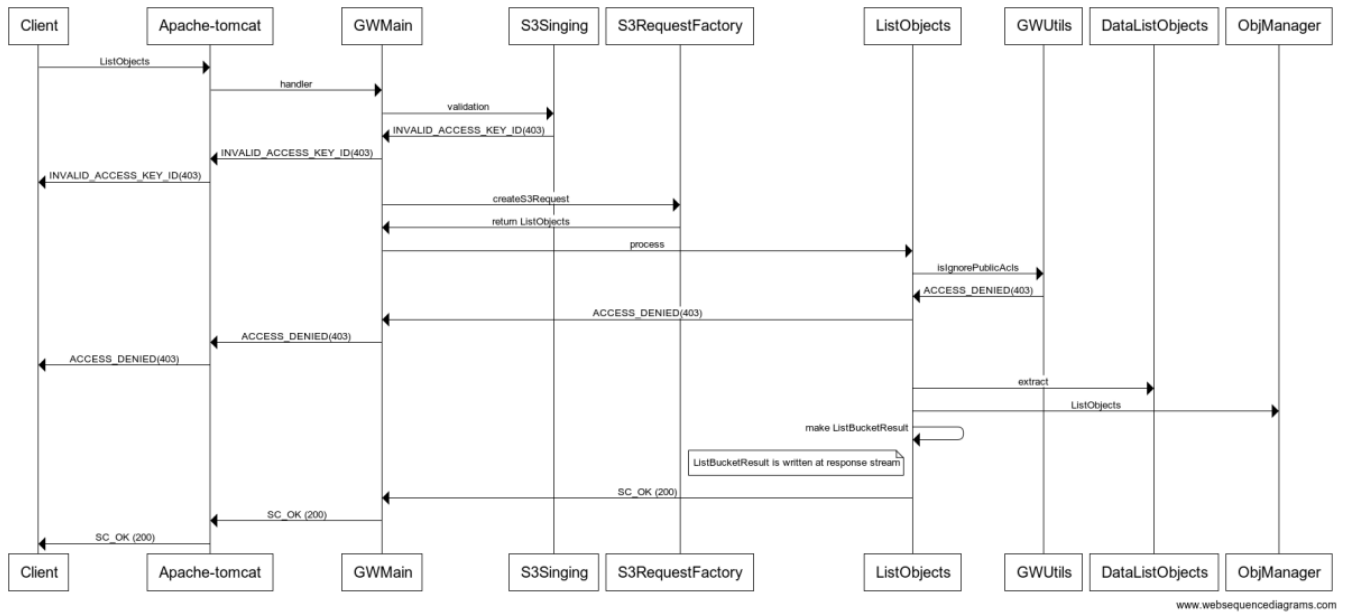 Client Apache-tomcat GWMain S3Singing S3RequestFactory ListObjects GWUtils DataListObjects ObjManager
ListObjects
handler
validation
INVALID_ACCESS_KEY_ID(403)
INVALID_ACCESS_KEY_ID(403)
INVALID_ACCESS_KEY_ID(403)
createS3Request
return ListObjects
process
isIgnorePublicAcls
ACCESS_DENIED(403)
ACCESS_DENIED(403)
ACCESS_DENIED(403)
ACCESS_DENIED(403)
extract
ListObjects
make ListBucketResult
ListBucketResult is written at response stream
SC_OK (200)
SC_OK (200)
SC_OK (200)
Client Apache-tomcat GWMain S3Singing S3RequestFactory ListObjects GWUtils DataListObjects ObjManager
www.websequencediagrams.com